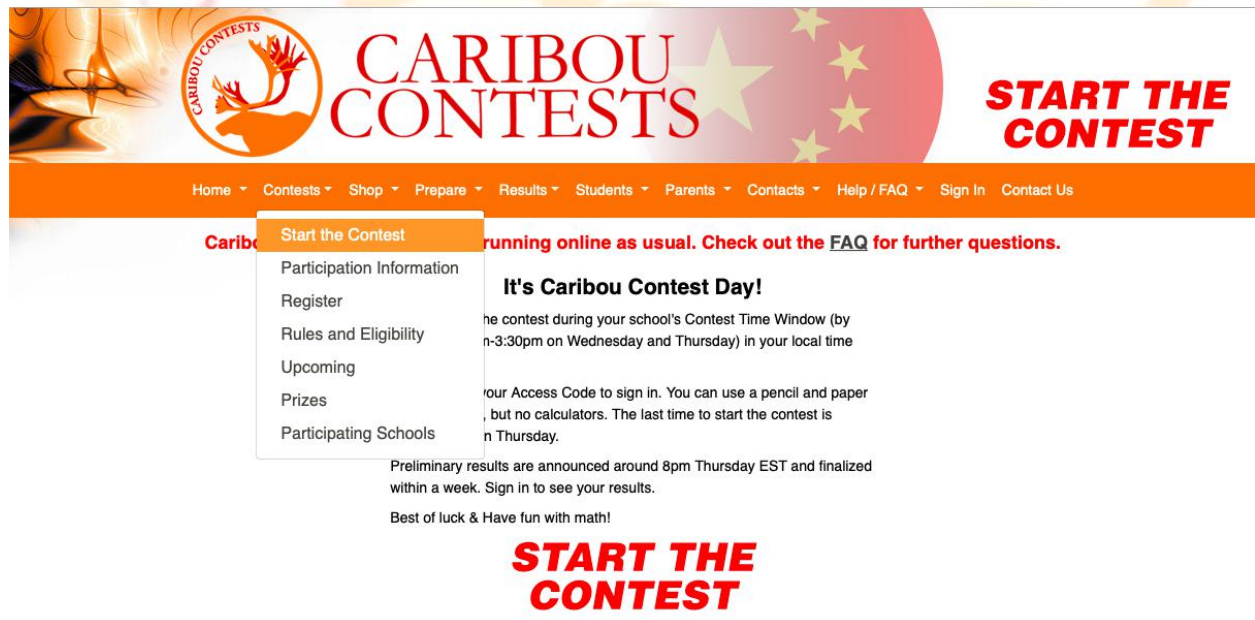 CARIBOU CONTESTS
CARIBOU
CONTESTS
START THE
CONTEST
Home Contests Shop Prepare Results Students Parents Contacts Help / FAQ Sign In Contact Us
Start the Contest
Participation Information
Register
Rules and Eligibility
Upcoming
Prizes
Participating Schools
running online as usual. Check out the FAQ for further questions.
It's Caribou Contest Day!
contest during your school's Contest Time Window (by
-3:30pm on Wednesday and Thursday) in your local time
your Access Code to sign in. You can use a pencil and paper
, but no calculators. The last time to start the contest is
Thursday.
Preliminary results are announced around 8pm Thursday EST and finalized
within a week. Sign in to see your results.
Best of luck & Have fun with math!
START THE
CONTEST